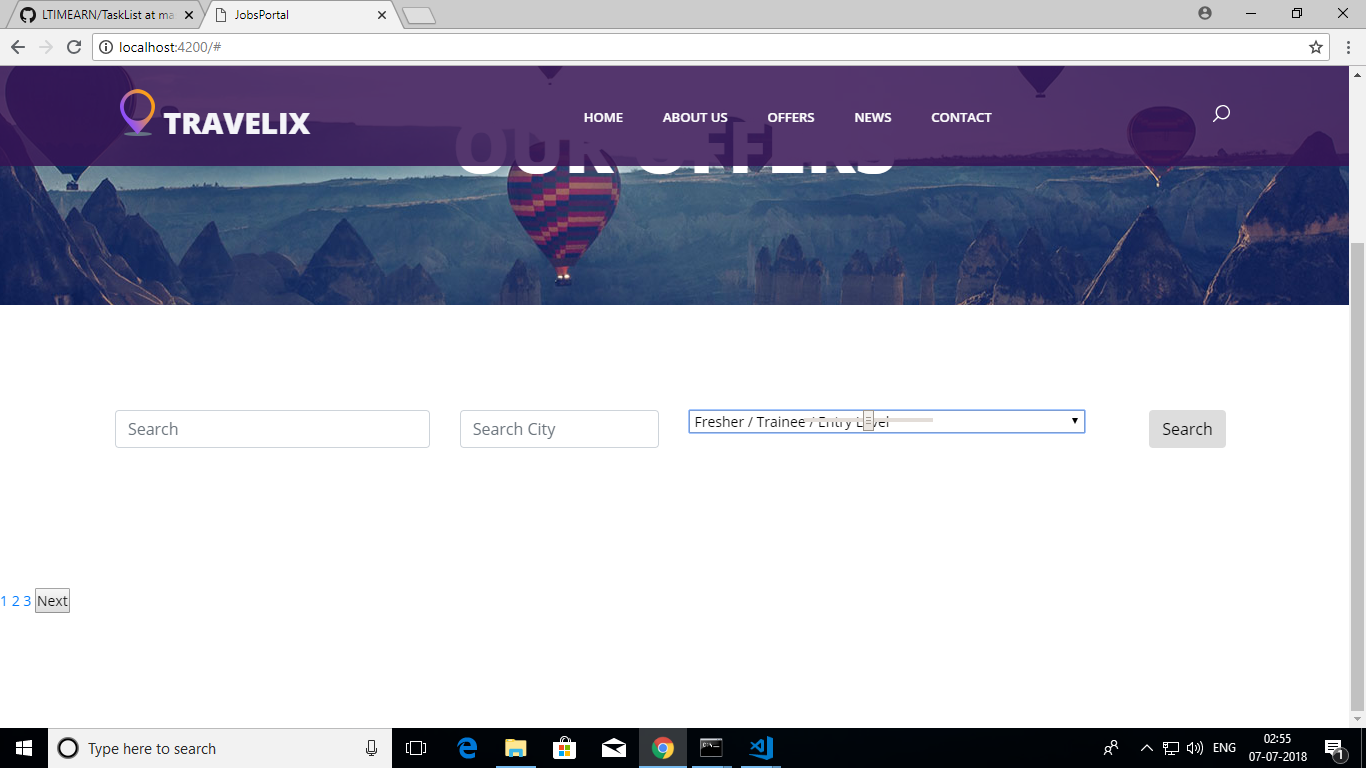 LTIMEARN/TaskList at ma
JobsPortal
localhost:4200/#
TRAVELIX
HOME ABOUT US OFFERS NEWS CONTACT
OUR OFFERS
Search
Search City
Fresher / Trainee / Entry Level
Search
1 2 3 Next
Type here to search
ENG
02:55
07-07-2018
1